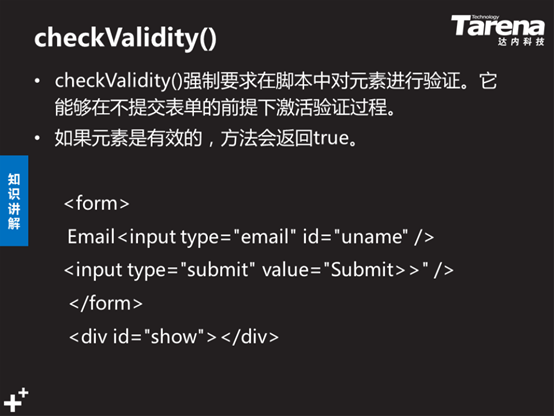 checkValidity()
Technology
Tarena
达内科技
• checkValidity()强制要求在脚本中对元素进行验证。它
能够在不提交表单的前提下激活验证过程。
• 如果元素是有效的，方法会返回true。
知识讲解
<form>
Email<input type="email" id="uname" />
<input type="submit" value="Submit>>" />
</form>
<div id="show"></div>